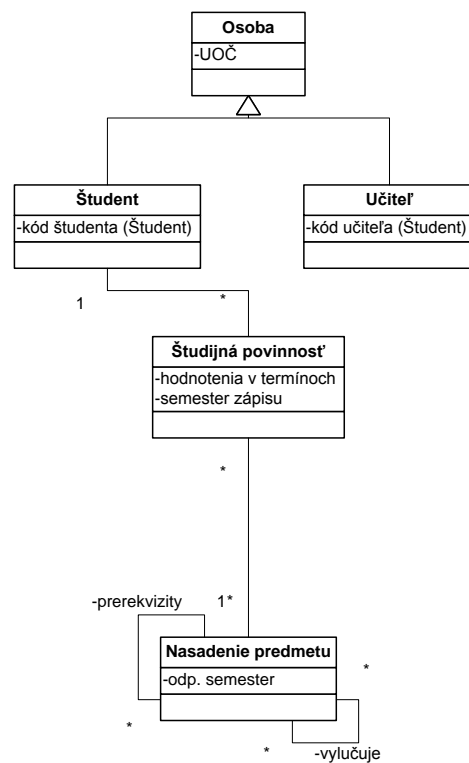 Osoba
-UOČ
Študent
-kód študenta (Študent)
Učiteľ
-kód učiteľa (Študent)
1
*
Študijná povinnosť
-hodnotenia v termínoch
-semester zápisu
*
-prerekvizity
1
*
Nasadenie predmetu
-odp. semester
*
*
*
-vylučuje